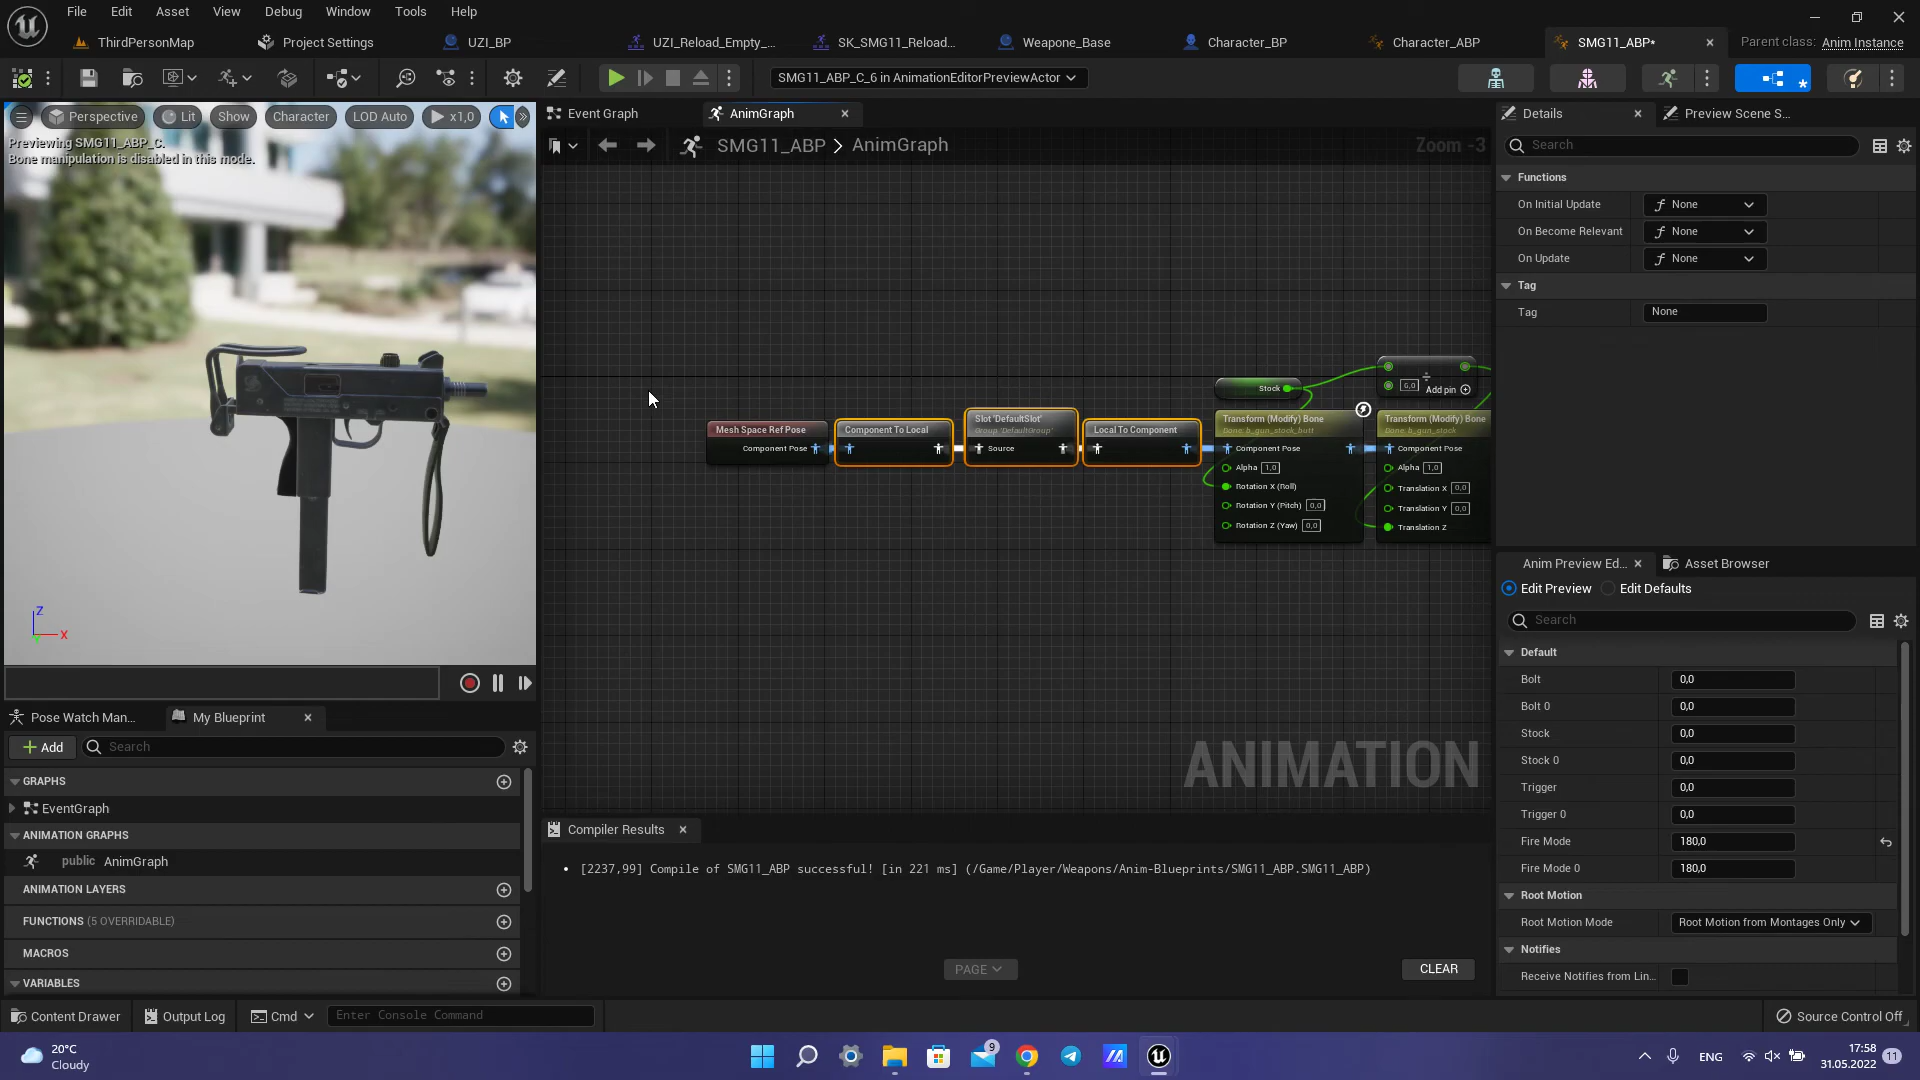 File Edit Asset View Debug Window Tools Help
ThirdPersonMap Project Settings UZI_BP UZI_Reload_Empty_... SK_SMG11_Reload... Weapone_Base Character_BP Character_ABP SMG11_ABP* Parent class: Anim Instance
SMG11_ABP_C_6 in AnimationEditorPreviewActor
Perspective Lit Show Character LOD Auto x1,0
Previewing SMG11_ABP_C.
Bone manipulation is disabled in this mode.
Z
X
Event Graph AnimGraph
SMG11_ABP > AnimGraph Zoom -3
Mesh Space Ref Pose
Component Pose
Component To Local
Slot 'DefaultSlot'
Group 'DefaultGroup'
Source
Local To Component
Stock
6,0 Add pin
Transform (Modify) Bone
Bone: b_gun_stock_butt
Component Pose
Alpha 1,0
Rotation X (Roll)
Rotation Y (Pitch) 0,0
Rotation Z (Yaw) 0,0
Transform (Modify) Bone
Bone: b_gun_stock
Component Pose
Alpha 1,0
Translation X 0,0
Translation Y 0,0
Translation Z
ANIMATION
Compiler Results
[2237,99] Compile of SMG11_ABP successful! [in 221 ms] (/Game/Player/Weapons/Anim-Blueprints/SMG11_ABP.SMG11_ABP)
PAGE CLEAR
Pose Watch Man... My Blueprint
Add Search
GRAPHS
EventGraph
ANIMATION GRAPHS
public AnimGraph
ANIMATION LAYERS
FUNCTIONS (5 OVERRIDABLE)
MACROS
VARIABLES
Details Preview Scene S...
Search
Functions
On Initial Update None
On Become Relevant None
On Update None
Tag
Tag None
Anim Preview Ed... Asset Browser
Edit Preview Edit Defaults
Search
Default
Bolt 0,0
Bolt 0 0,0
Stock 0,0
Stock 0 0,0
Trigger 0,0
Trigger 0 0,0
Fire Mode 180,0
Fire Mode 0 180,0
Root Motion
Root Motion Mode Root Motion from Montages Only
Notifies
Receive Notifies from Lin...
Content Drawer Output Log Cmd Enter Console Command Source Control Off
20°C
Cloudy
9
ENG
17:58
31.05.2022
11